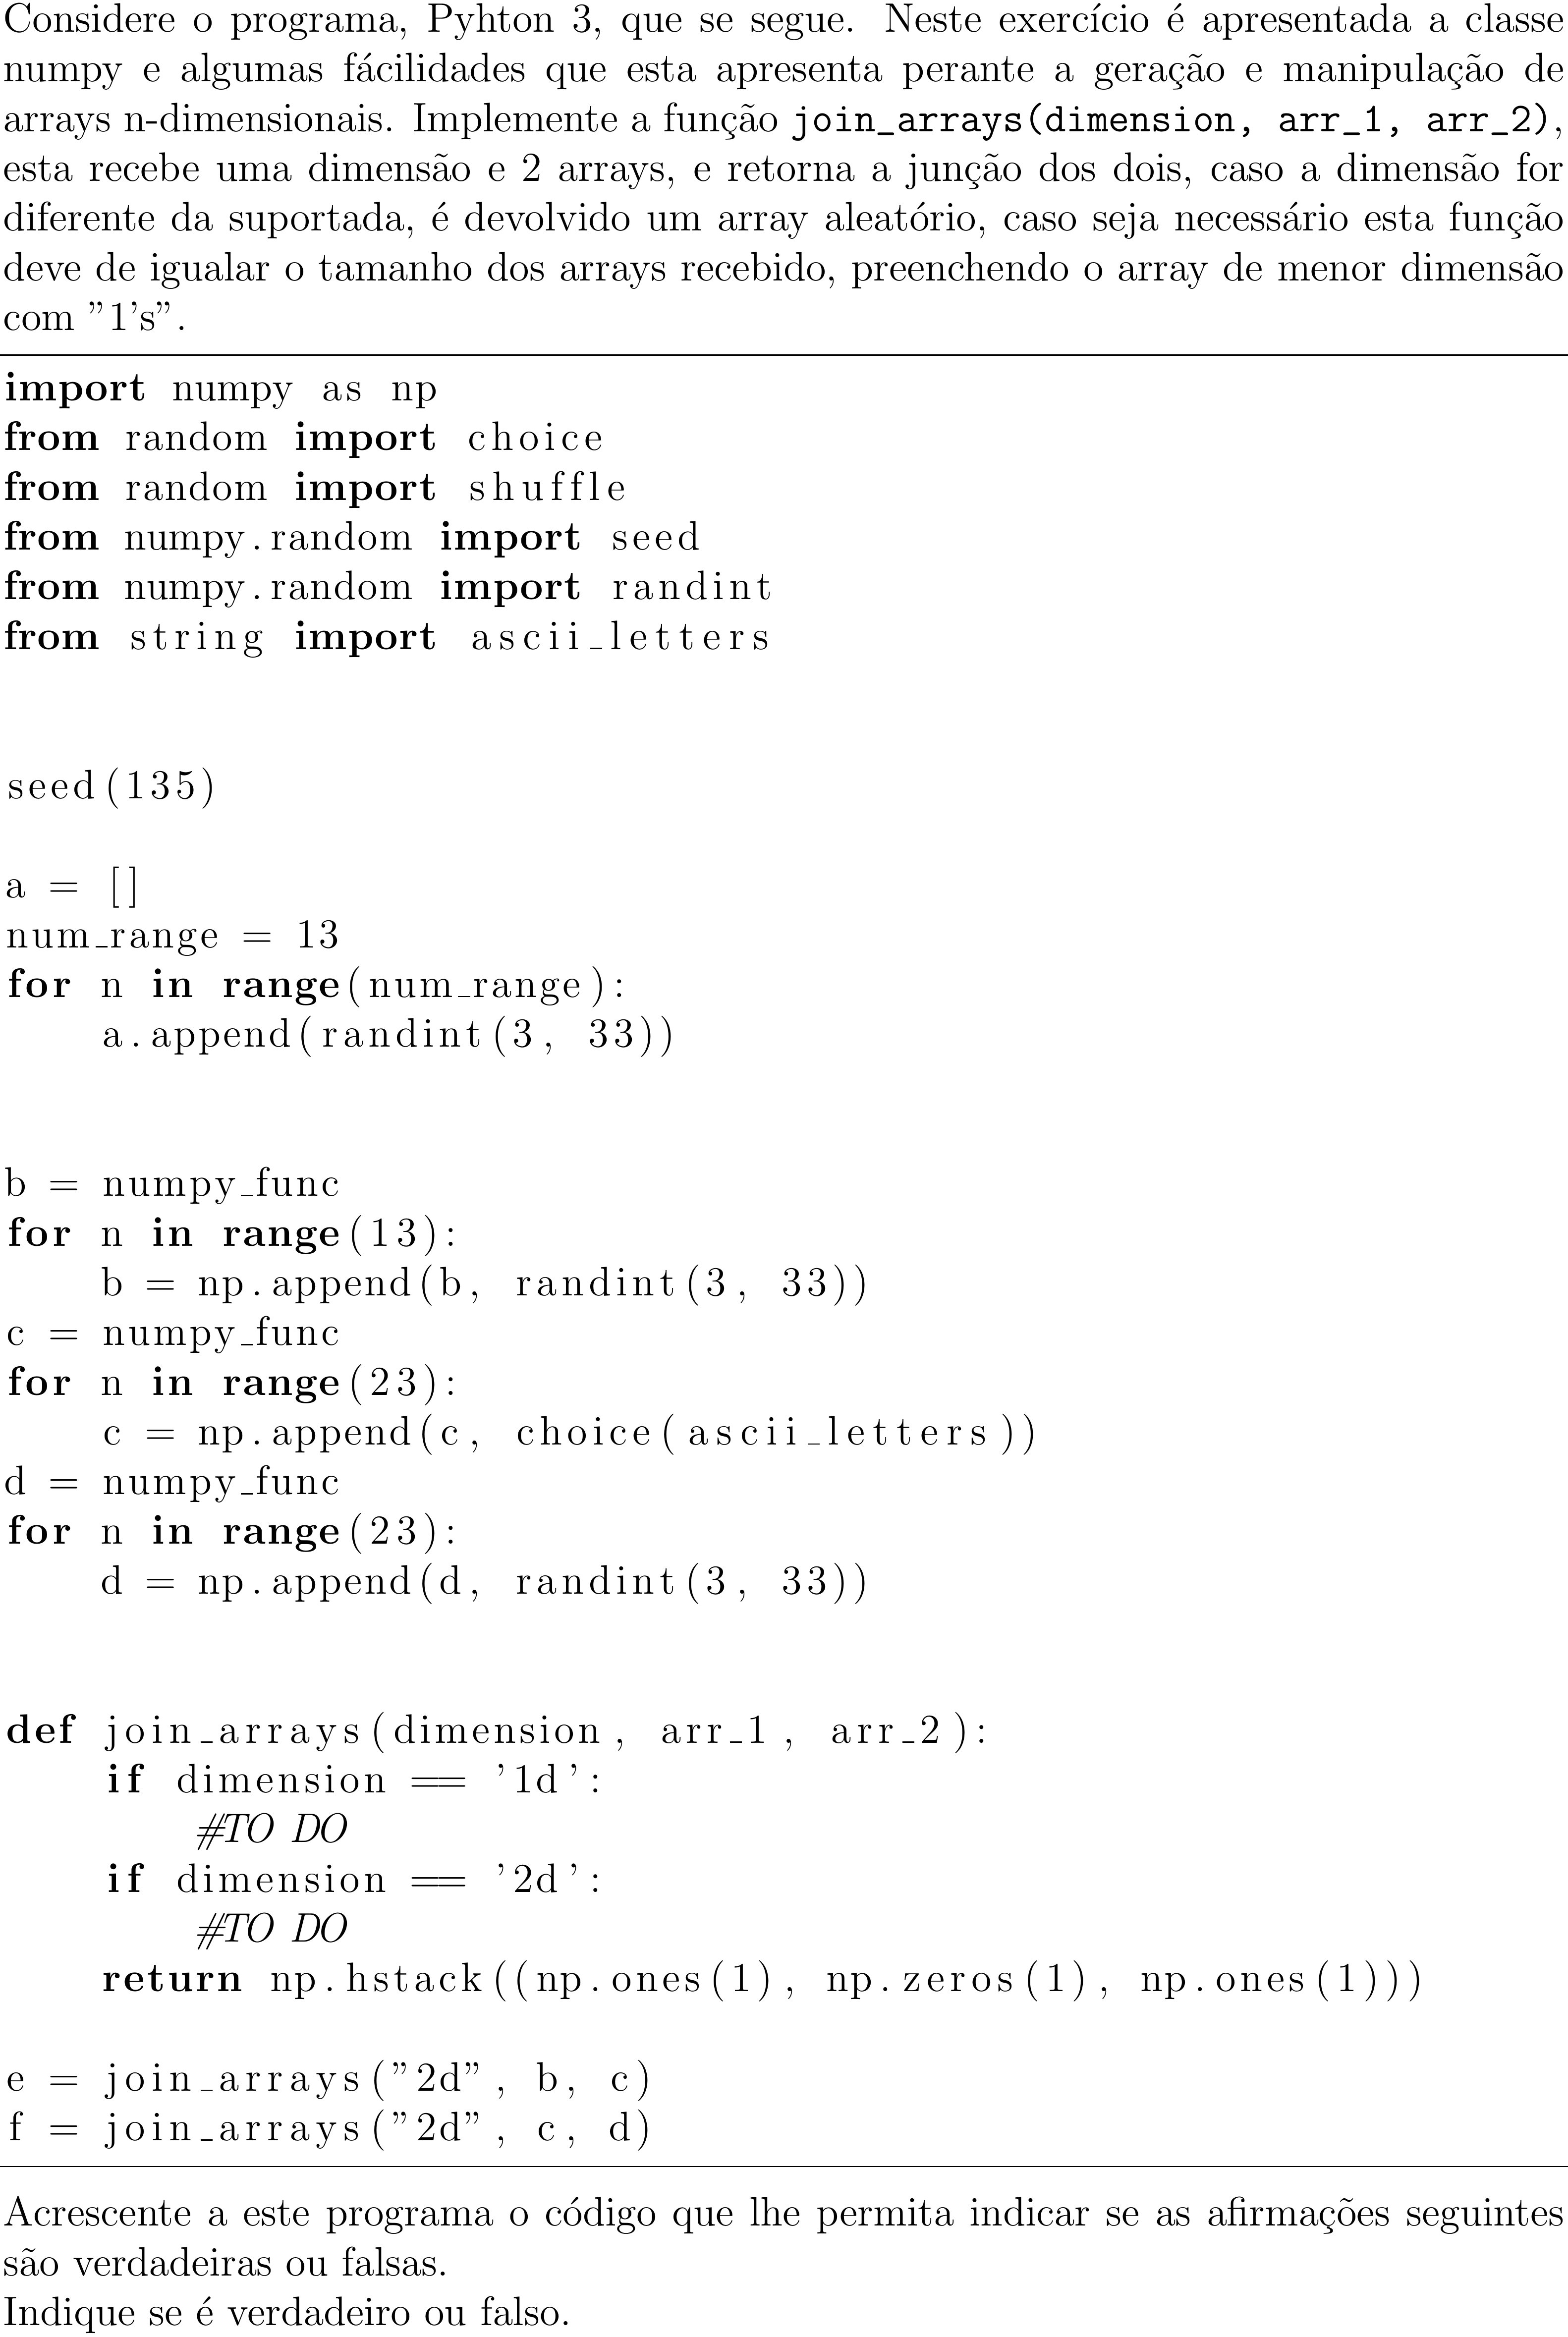 Considere o programa, Pyhton 3, que se segue. Neste exercício é apresentada a classe
numpy e algumas fácilidades que esta apresenta perante a geração e manipulação de
arrays n-dimensionais. Implemente a função join_arrays(dimension, arr_1, arr_2),
esta recebe uma dimensão e 2 arrays, e retorna a junção dos dois, caso a dimensão for
diferente da suportada, é devolvido um array aleatório, caso seja necessário esta função
deve de igualar o tamanho dos arrays recebido, preenchendo o array de menor dimensão
com ”1’s”.
import numpy as np
from random import choice
from random import shuffle
from numpy.random import seed
from numpy.random import randint
from string import ascii_letters
seed(135)
a = []
num_range = 13
for n in range(num_range):
    a.append(randint(3, 33))
b = numpy_func
for n in range(13):
    b = np.append(b, randint(3, 33))
c = numpy_func
for n in range(23):
    c = np.append(c, choice(ascii_letters))
d = numpy_func
for n in range(23):
    d = np.append(d, randint(3, 33))
def join_arrays(dimension, arr_1, arr_2):
    if dimension == ’1d’:
        #TO DO
    if dimension == ’2d’:
        #TO DO
    return np.hstack((np.ones(1), np.zeros(1), np.ones(1)))
e = join_arrays(”2d”, b, c)
f = join_arrays(”2d”, c, d)
Acrescente a este programa o código que lhe permita indicar se as afirmações seguintes
são verdadeiras ou falsas.
Indique se é verdadeiro ou falso.